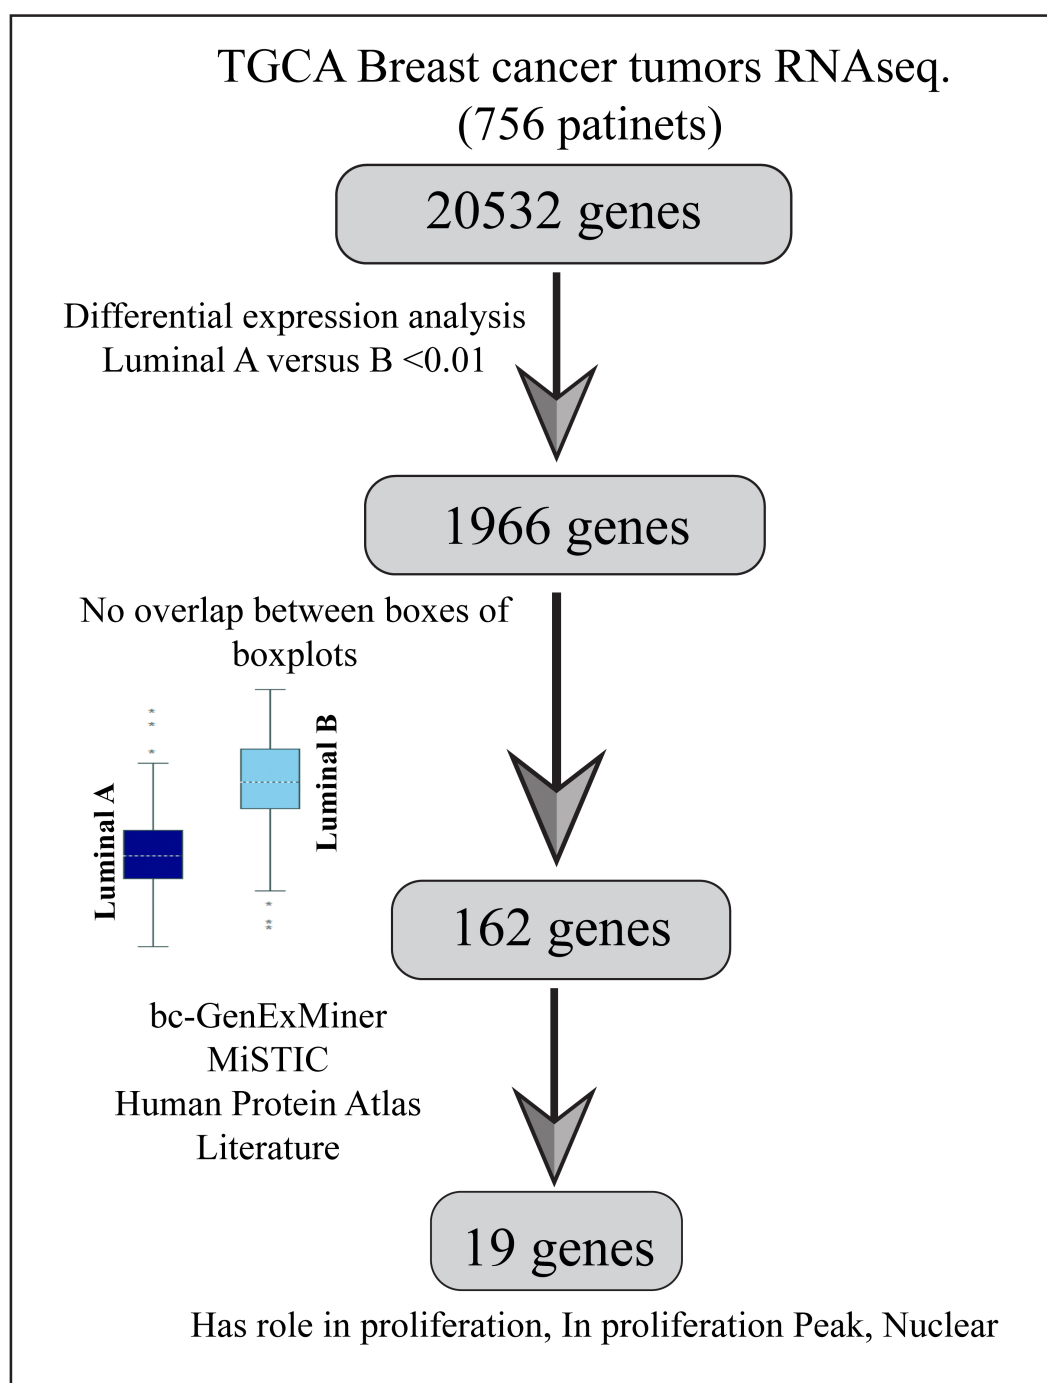 TGCA Breast cancer tumors RNAseq.
(756 patinets)
20532 genes
Differential expression analysis
Luminal A versus B <0.01
1966 genes
No overlap between boxes of
boxplots
Luminal A
Luminal B
162 genes
bc-GenExMiner
MiSTIC
Human Protein Atlas
Literature
19 genes
Has role in proliferation, In proliferation Peak, Nuclear